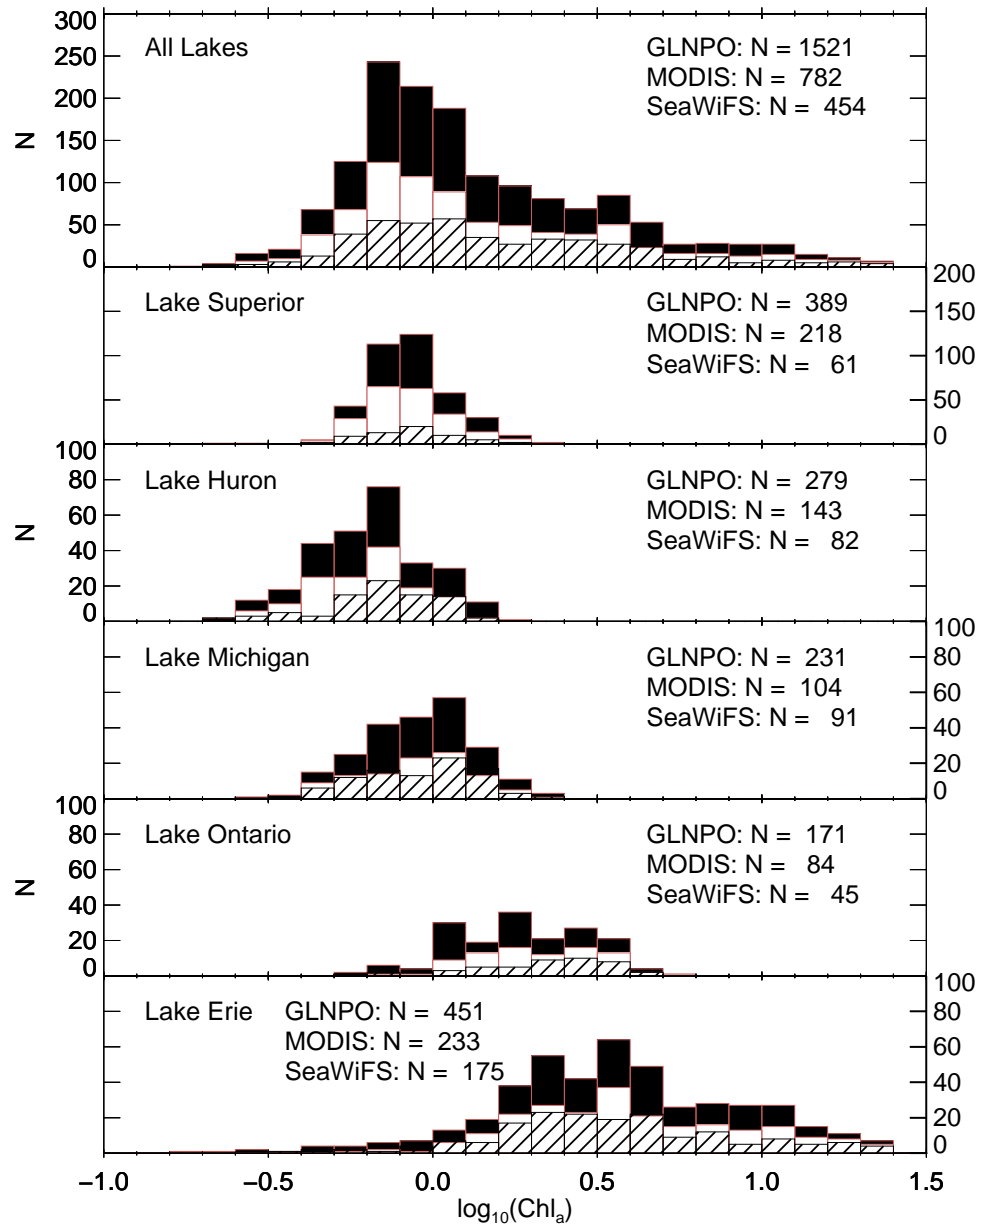 300
250
200
150
100
50
0
N
All Lakes
GLNPO: N = 1521
MODIS: N = 782
SeaWiFS: N = 454
200
150
100
50
0
Lake Superior
GLNPO: N = 389
MODIS: N = 218
SeaWiFS: N = 61
100
80
60
40
20
0
N
Lake Huron
GLNPO: N = 279
MODIS: N = 143
SeaWiFS: N = 82
100
80
60
40
20
0
Lake Michigan
GLNPO: N = 231
MODIS: N = 104
SeaWiFS: N = 91
100
80
60
40
20
0
N
Lake Ontario
GLNPO: N = 171
MODIS: N = 84
SeaWiFS: N = 45
100
80
60
40
20
0
Lake Erie
GLNPO: N = 451
MODIS: N = 233
SeaWiFS: N = 175
−1.0 −0.5 0.0 0.5 1.0 1.5
log10(Chla)